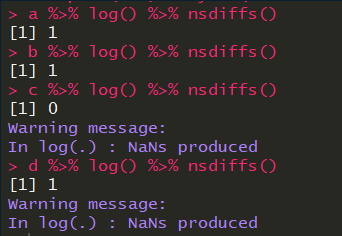 > a %>% log() %>% nsdiffs()
[1] 1
> b %>% log() %>% nsdiffs()
[1] 1
> c %>% log() %>% nsdiffs()
[1] 0
Warning message:
In log(.) : NaNs produced
> d %>% log() %>% nsdiffs()
[1] 1
Warning message:
In log(.) : NaNs produced